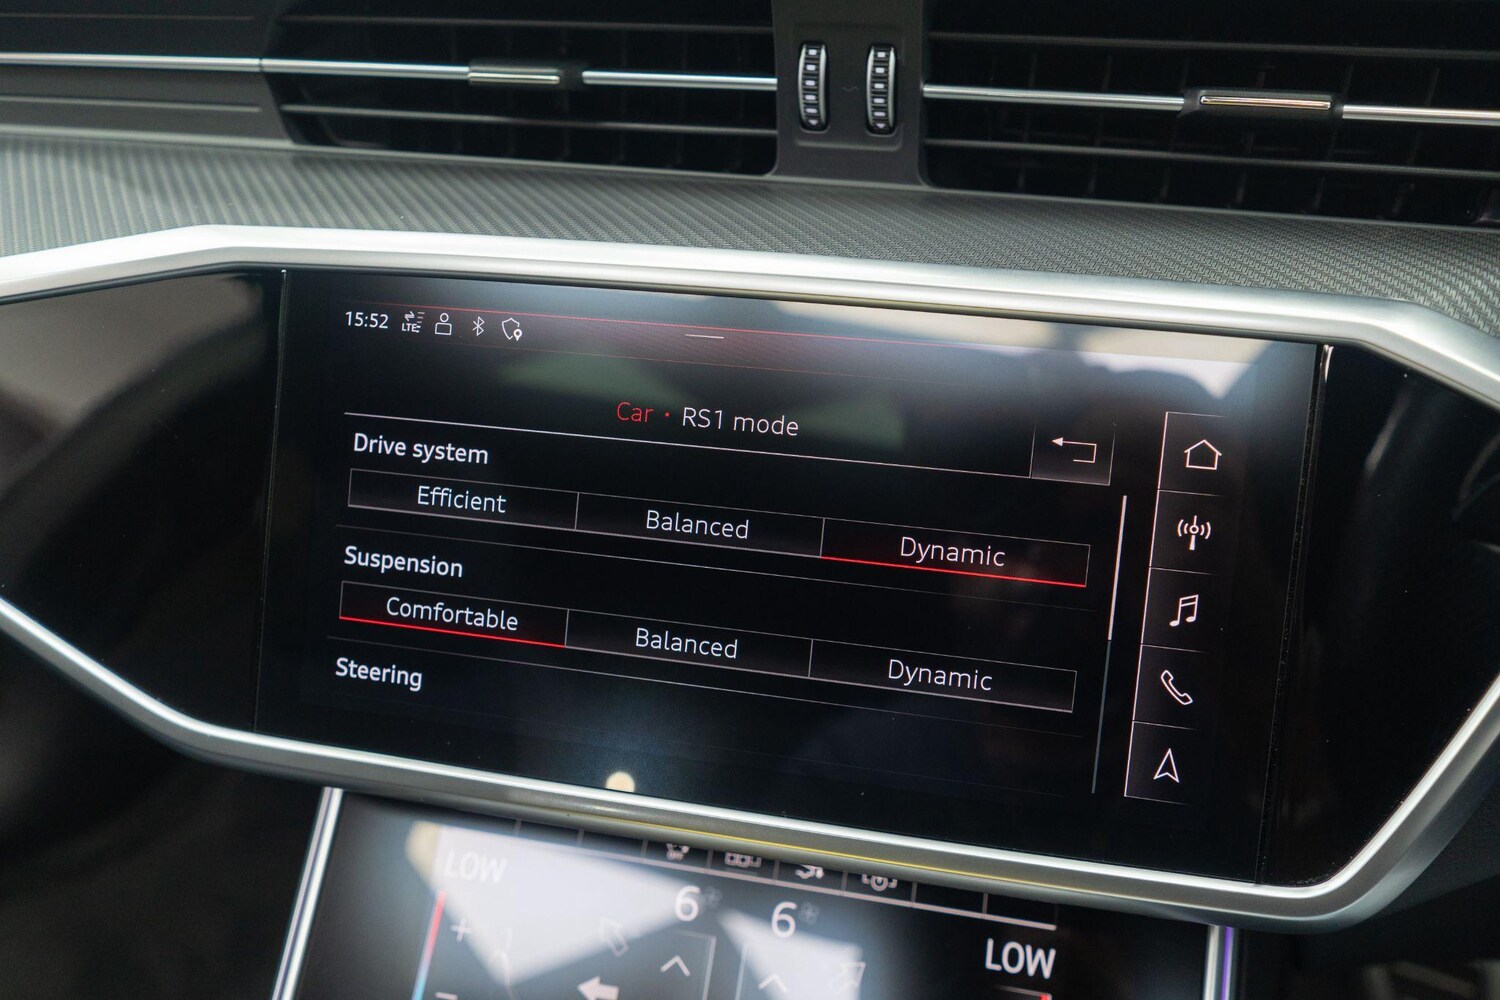 15:52 LTE
Car · RS1 mode
Drive system
Efficient Balanced Dynamic
Suspension
Comfortable Balanced Dynamic
Steering
LOW
6 6
LOW